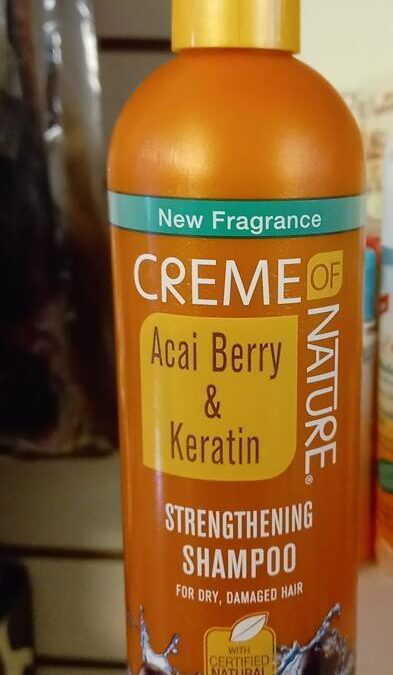 New Fragrance
CREME OF
NATURE®
Acai Berry
&
Keratin
STRENGTHENING
SHAMPOO
FOR DRY, DAMAGED HAIR
WITH
CERTIFIED
NATURAL